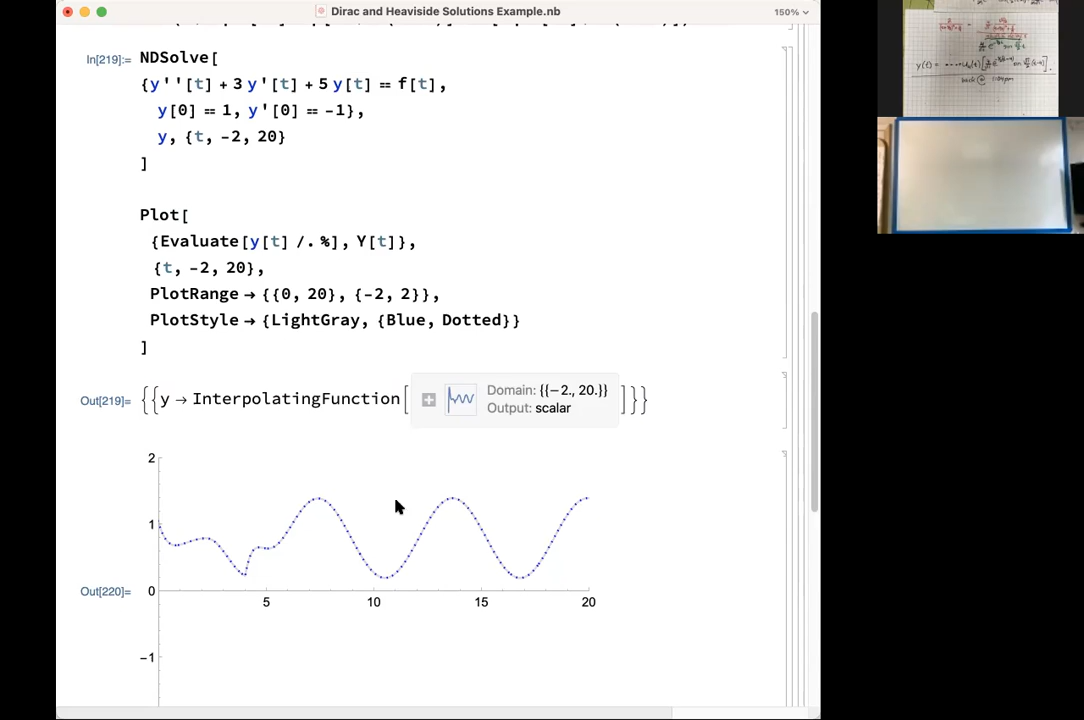 Dirac and Heaviside Solutions Example.nb
150%
In[219]:= NDSolve[
{y''[t] + 3 y'[t] + 5 y[t] == f[t],
y[0] == 1, y'[0] == -1},
y, {t, -2, 20}
]
Plot[
{Evaluate[y[t] /. %], Y[t]},
{t, -2, 20},
PlotRange → {{0, 20}, {-2, 2}},
PlotStyle → {LightGray, {Blue, Dotted}}
]
Out[219]= {{y → InterpolatingFunction[
Domain: {{-2., 20.}}
Output: scalar
]}}
2
1
Out[220]= 0
5 10 15 20
-1